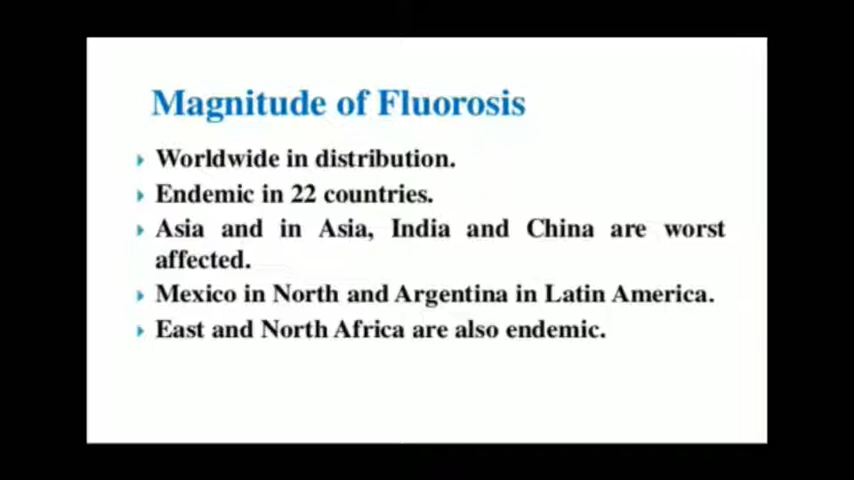 Magnitude of Fluorosis
Worldwide in distribution.
Endemic in 22 countries.
Asia and in Asia, India and China are worst
affected.
Mexico in North and Argentina in Latin America.
East and North Africa are also endemic.